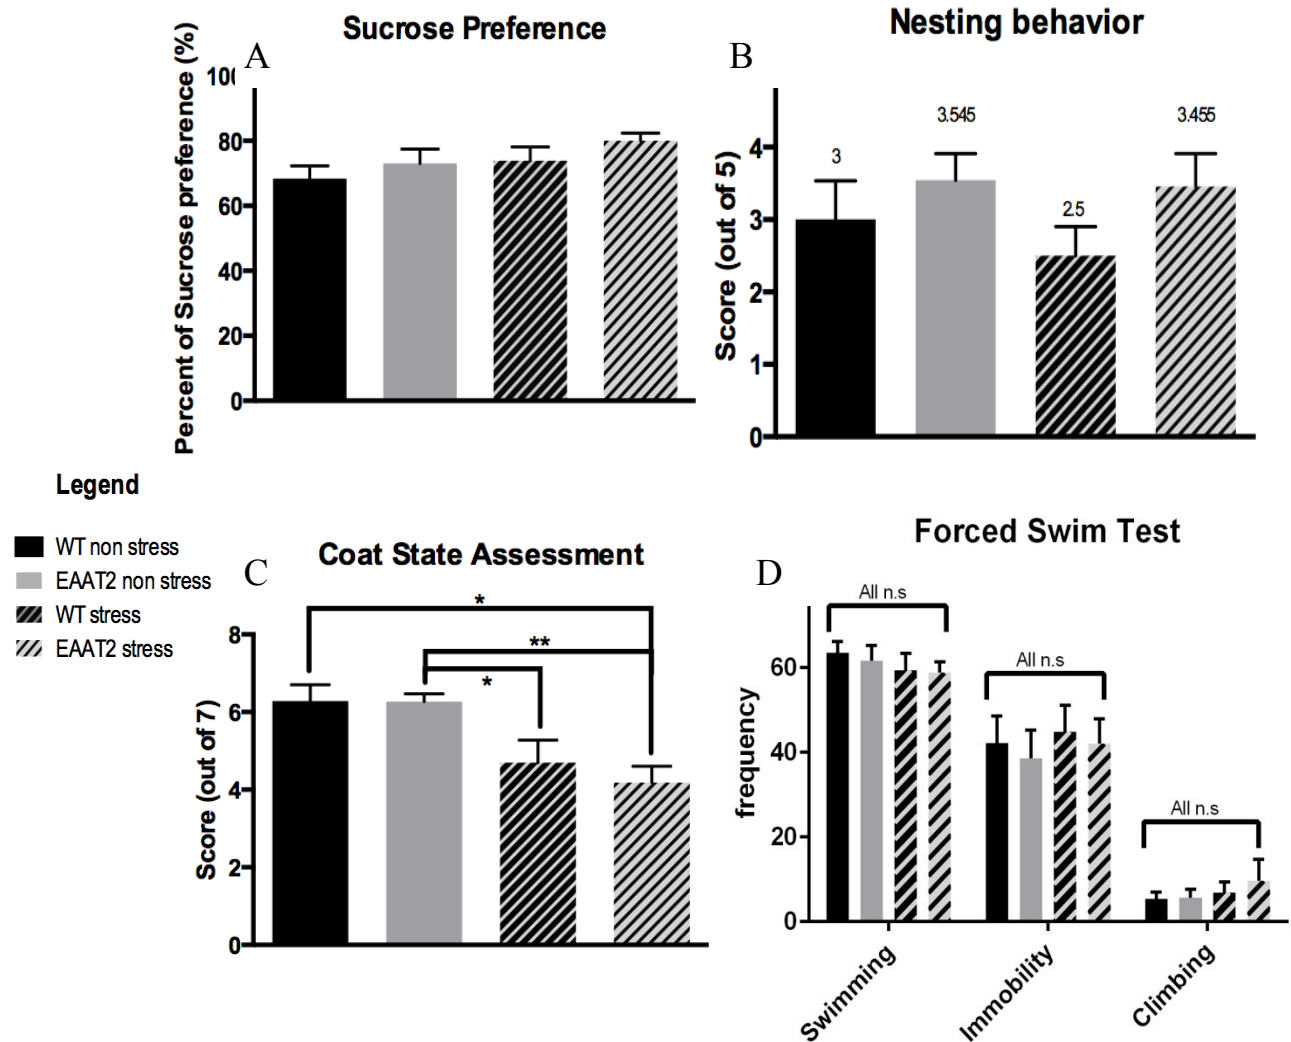 A
Sucrose Preference
Percent of Sucrose preference (%)
100
80
60
40
20
0
B
Nesting behavior
Score (out of 5)
4
3
2
1
0
3
3.545
2.5
3.455
Legend
WT non stress
EAAT2 non stress
WT stress
EAAT2 stress
C
Coat State Assessment
Score (out of 7)
8
6
4
2
0
*
**
*
D
Forced Swim Test
frequency
60
40
20
0
All n.s
All n.s
All n.s
Swimming
Immobility
Climbing